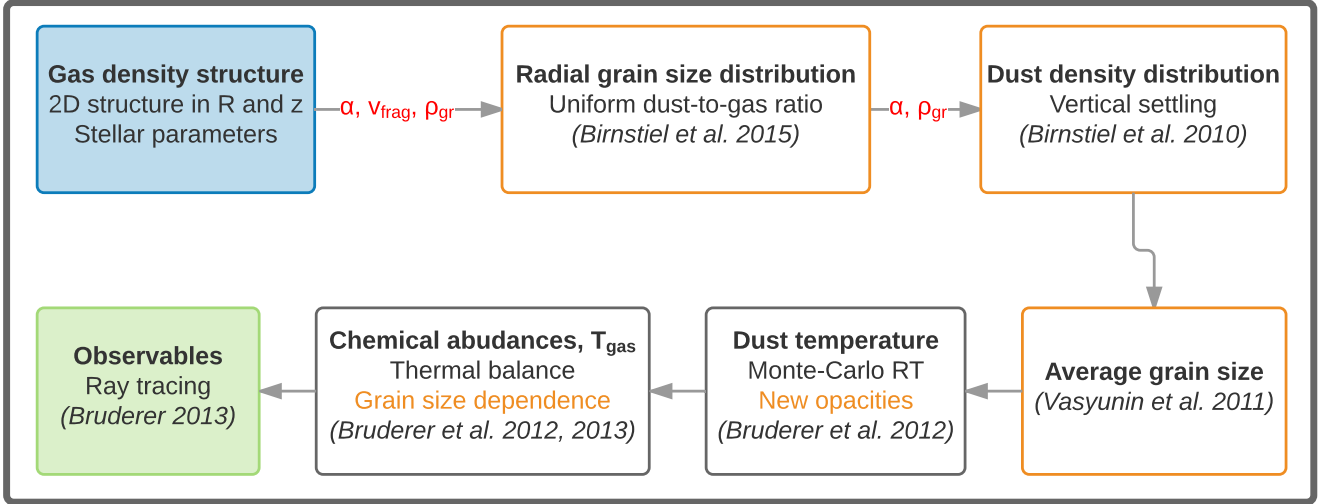 Gas density structure
2D structure in R and z
Stellar parameters
α, vfrag, ρgr
Radial grain size distribution
Uniform dust-to-gas ratio
(Birnstiel et al. 2015)
α, ρgr
Dust density distribution
Vertical settling
(Birnstiel et al. 2010)
Average grain size
(Vasyunin et al. 2011)
Dust temperature
Monte-Carlo RT
New opacities
(Bruderer et al. 2012)
Chemical abudances, Tgas
Thermal balance
Grain size dependence
(Bruderer et al. 2012, 2013)
Observables
Ray tracing
(Bruderer 2013)